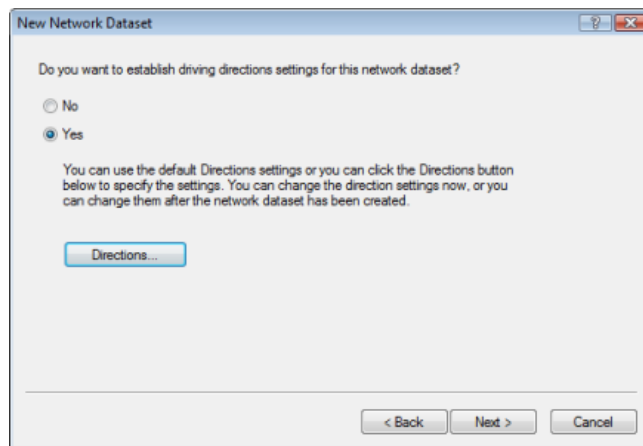 New Network Dataset
Do you want to establish driving directions settings for this network dataset?
No
Yes
You can use the default Directions settings or you can click the Directions button
below to specify the settings. You can change the direction settings now, or you
can change them after the network dataset has been created.
Directions...
< Back Next > Cancel